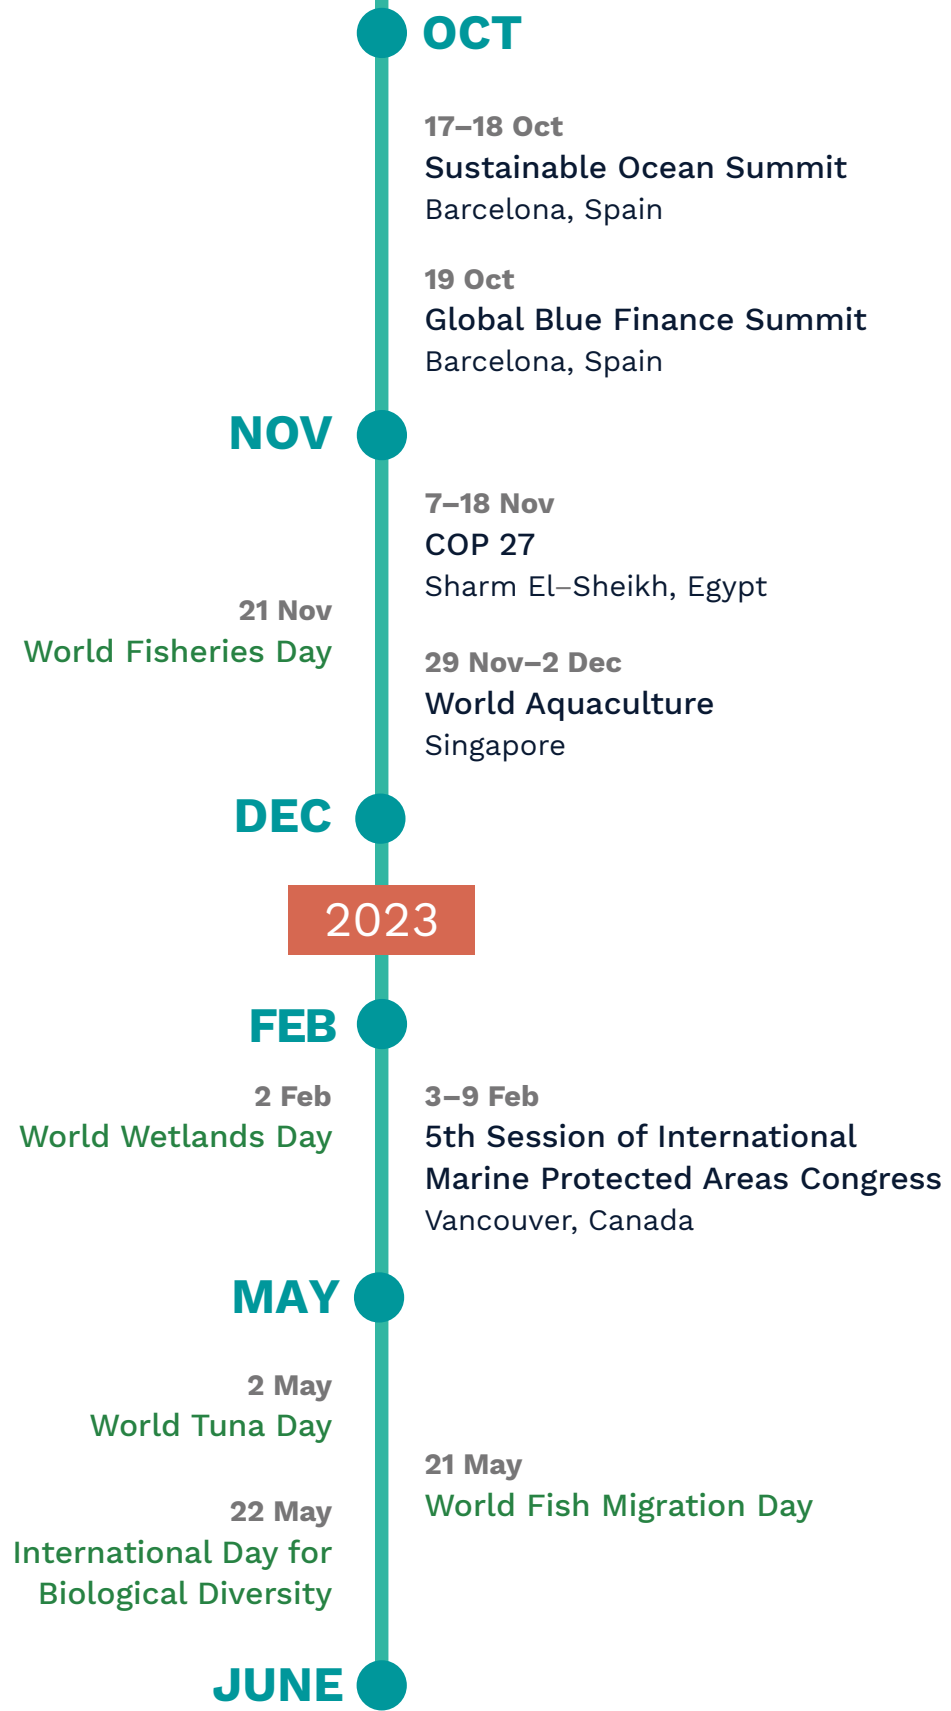 OCT
17–18 Oct
Sustainable Ocean Summit
Barcelona, Spain
19 Oct
Global Blue Finance Summit
Barcelona, Spain
NOV
7–18 Nov
COP 27
Sharm El–Sheikh, Egypt
21 Nov
World Fisheries Day
29 Nov–2 Dec
World Aquaculture
Singapore
DEC
2023
FEB
2 Feb
World Wetlands Day
3–9 Feb
5th Session of International
Marine Protected Areas Congress
Vancouver, Canada
MAY
2 May
World Tuna Day
21 May
World Fish Migration Day
22 May
International Day for
Biological Diversity
JUNE